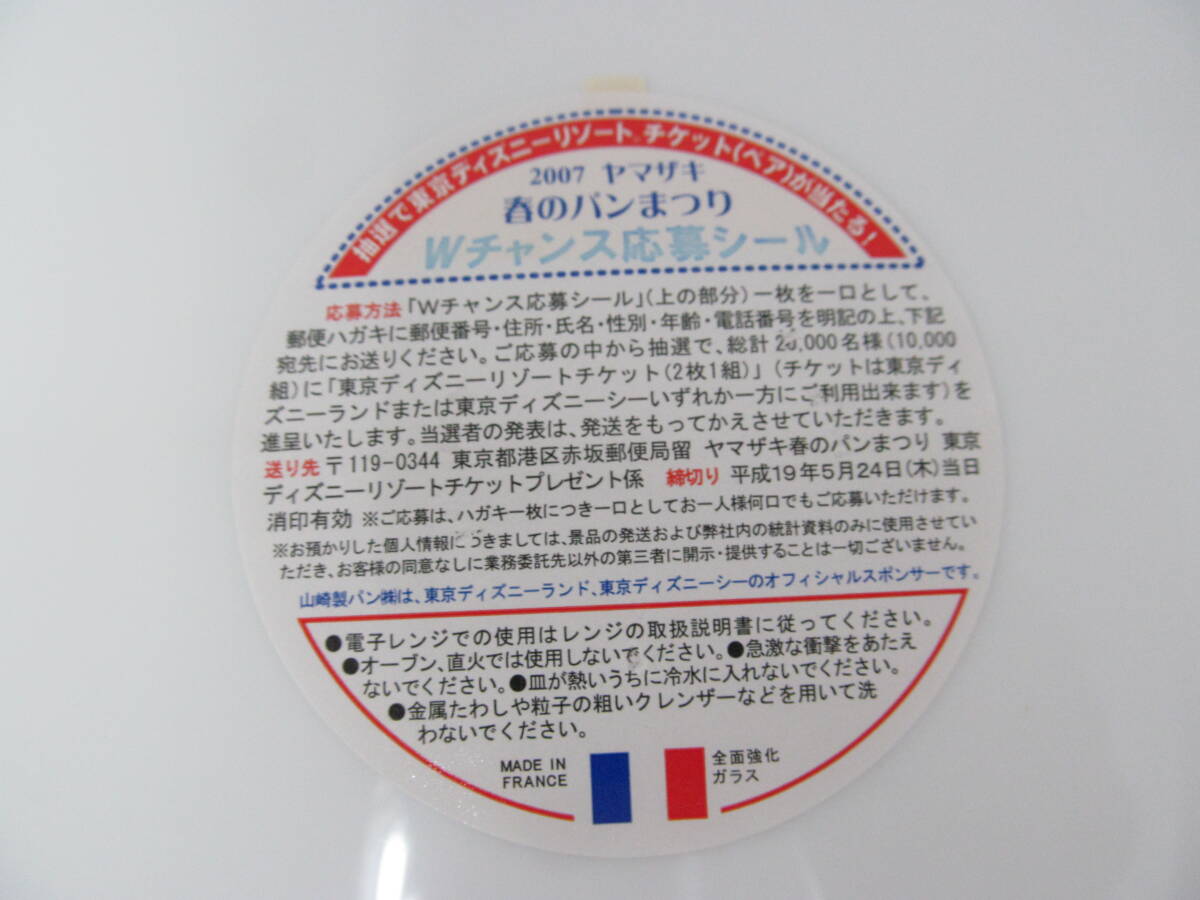 抽選で東京ディズニーリゾート®チケット(ペア)が当たる!
2007 ヤマザキ
春のパンまつり
Wチャンス応募シール
応募方法「Wチャンス応募シール」(上の部分)一枚を一口として、
郵便ハガキに郵便番号・住所・氏名・性別・年齢・電話番号を明記の上、下記
宛先にお送りください。ご応募の中から抽選で、総計20,000名様(10,000
組)に「東京ディズニーリゾートチケット(2枚1組)」(チケットは東京ディ
ズニーランドまたは東京ディズニーシーいずれか一方にご利用出来ます)を
進呈いたします。当選者の発表は、発送をもってかえさせていただきます。
送り先 〒119-0344 東京都港区赤坂郵便局留 ヤマザキ春のパンまつり 東京
ディズニーリゾートチケットプレゼント係 締切り 平成19年5月24日(木)当日
消印有効 ※ご応募は、ハガキ一枚につき一口としてお一人様何口でもご応募いただけます。
※お預かりした個人情報につきましては、景品の発送および弊社内の統計資料のみに使用させてい
ただき、お客様の同意なしに業務委託先以外の第三者に開示・提供することは一切ございません。
山崎製パン㈱は、東京ディズニーランド、東京ディズニーシーのオフィシャルスポンサーです。
●電子レンジでの使用はレンジの取扱説明書に従ってください。
●オーブン、直火では使用しないでください。●急激な衝撃をあたえ
ないでください。●皿が熱いうちに冷水に入れないでください。
●金属たわしや粒子の粗いクレンザーなどを用いて洗
わないでください。
MADE IN
FRANCE
全面強化
ガラス